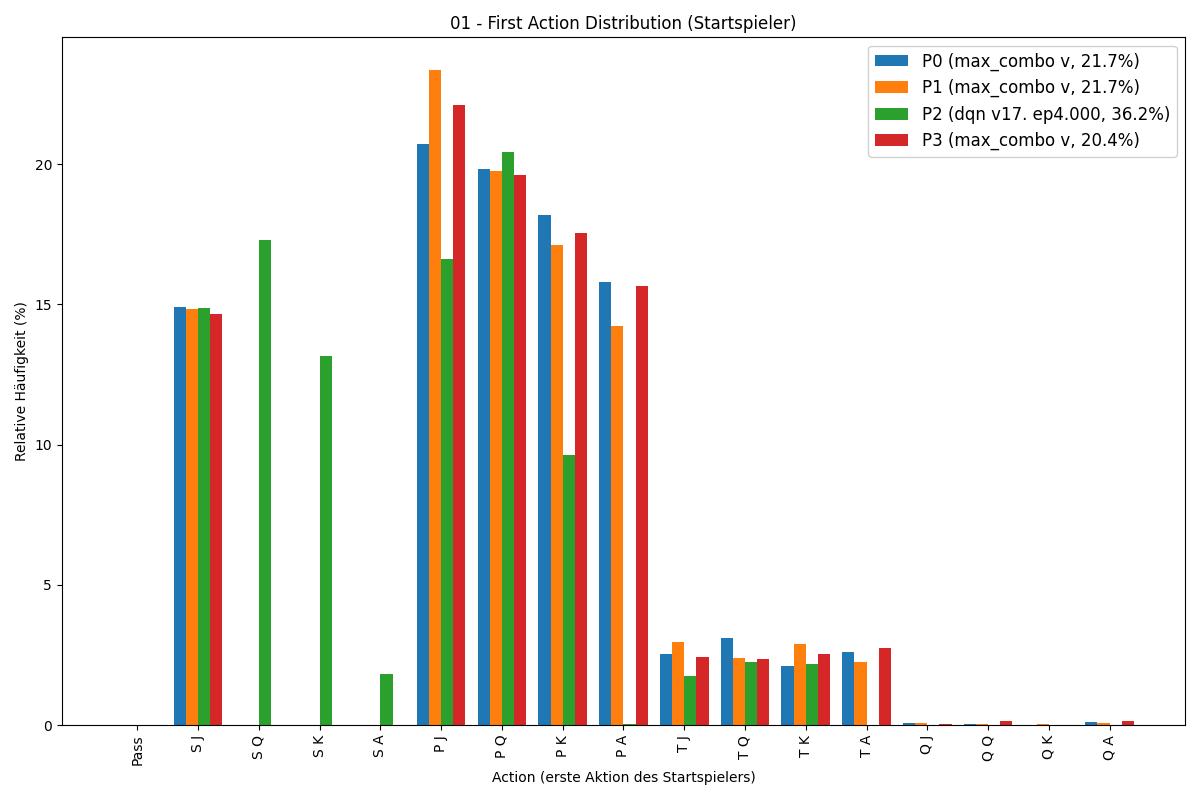 01 - First Action Distribution (Startspieler)
P0 (max_combo v, 21.7%)
P1 (max_combo v, 21.7%)
P2 (dqn v17. ep4.000, 36.2%)
P3 (max_combo v, 20.4%)
Relative Häufigkeit (%)
20
15
10
5
0
Pass
S J
S Q
S K
S A
P J
P Q
P K
P A
T J
T Q
T K
T A
Q J
Q Q
Q K
Q A
Action (erste Aktion des Startspielers)